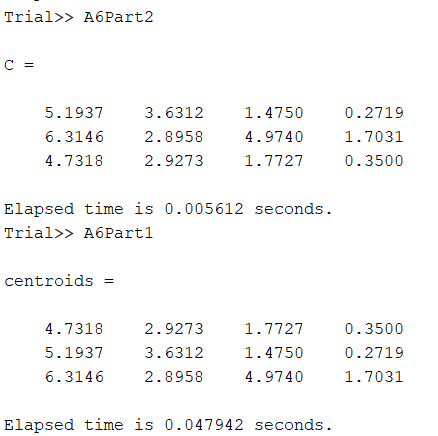 Trial>> A6Part2
C =
5.1937 3.6312 1.4750 0.2719
6.3146 2.8958 4.9740 1.7031
4.7318 2.9273 1.7727 0.3500
Elapsed time is 0.005612 seconds.
Trial>> A6Part1
centroids =
4.7318 2.9273 1.7727 0.3500
5.1937 3.6312 1.4750 0.2719
6.3146 2.8958 4.9740 1.7031
Elapsed time is 0.047942 seconds.